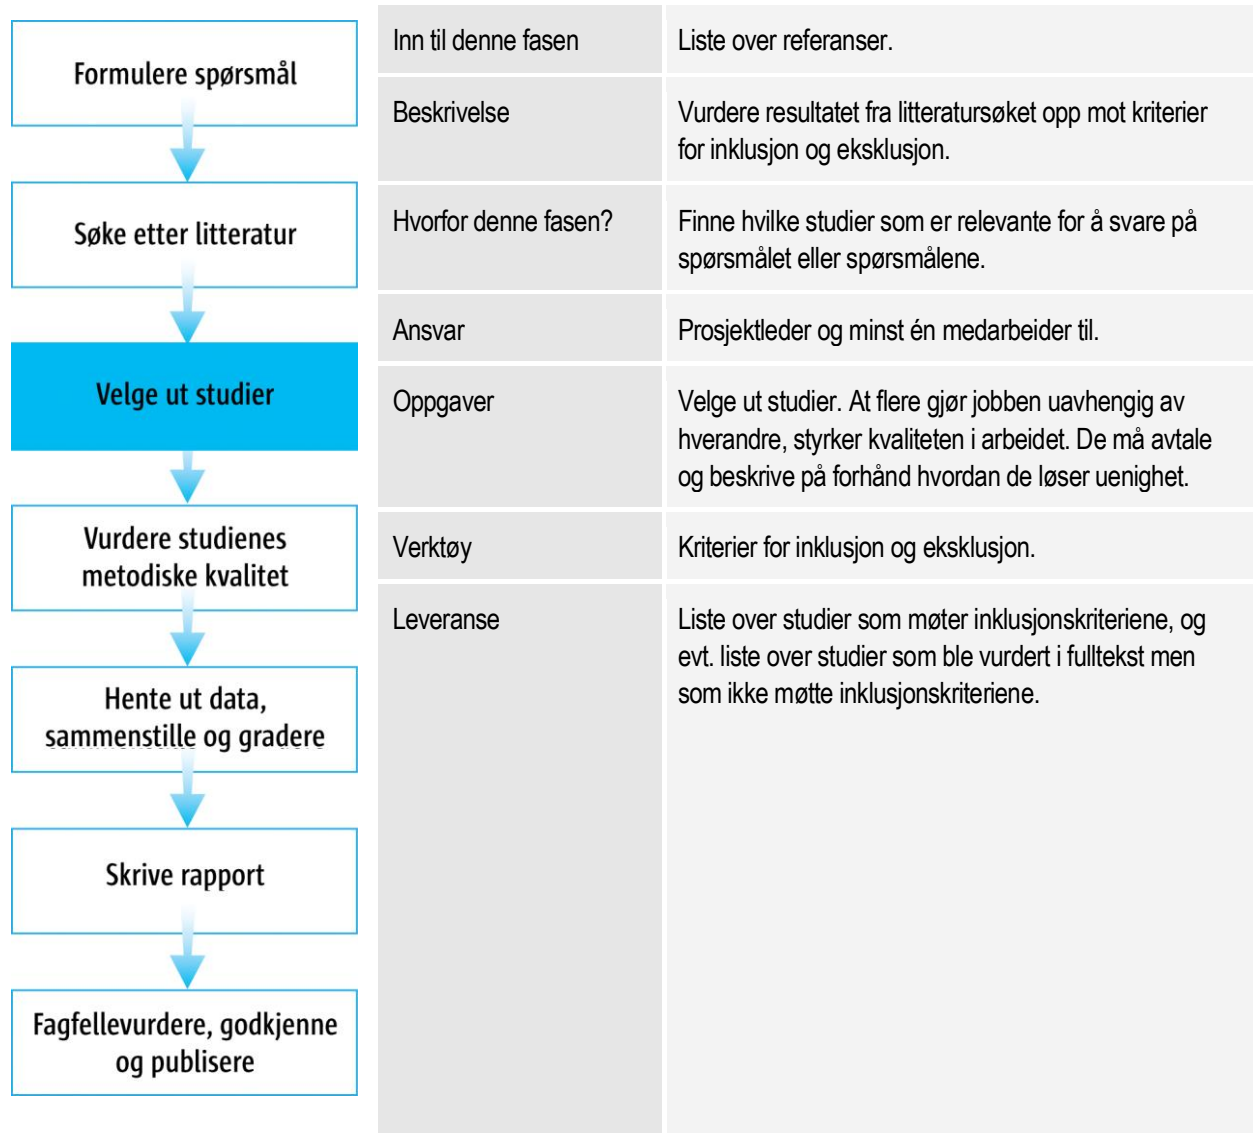 Formulere spørsmål
Søke etter litteratur
Velge ut studier
Vurdere studienes
metodiske kvalitet
Hente ut data,
sammenstille og gradere
Skrive rapport
Fagfellevurdere, godkjenne
og publisere
Inn til denne fasen
Liste over referanser.
Beskrivelse
Vurdere resultatet fra litteratursøket opp mot kriterier
for inklusjon og eksklusjon.
Hvorfor denne fasen?
Finne hvilke studier som er relevante for å svare på
spørsmålet eller spørsmålene.
Ansvar
Prosjektleder og minst én medarbeider til.
Oppgaver
Velge ut studier. At flere gjør jobben uavhengig av
hverandre, styrker kvaliteten i arbeidet. De må avtale
og beskrive på forhånd hvordan de løser uenighet.
Verktøy
Kriterier for inklusjon og eksklusjon.
Leveranse
Liste over studier som møter inklusjonskriteriene, og
evt. liste over studier som ble vurdert i fulltekst men
som ikke møtte inklusjonskriteriene.